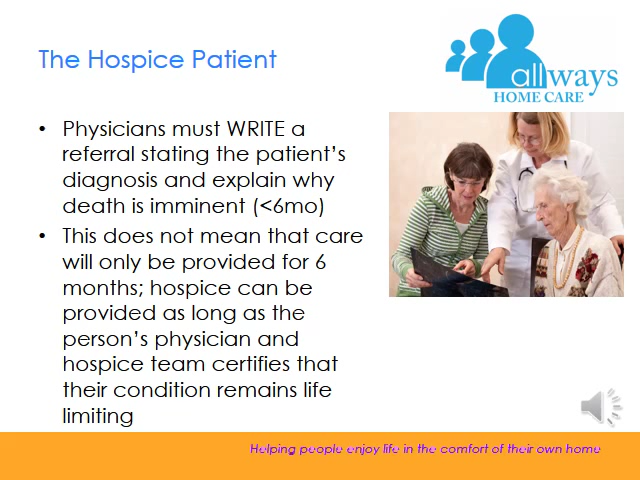 The Hospice Patient
allways
HOME CARE
• Physicians must WRITE a
referral stating the patient's
diagnosis and explain why
death is imminent (<6mo)
• This does not mean that care
will only be provided for 6
months; hospice can be
provided as long as the
person's physician and
hospice team certifies that
their condition remains life
limiting
Helping people enjoy life in the comfort of their own home